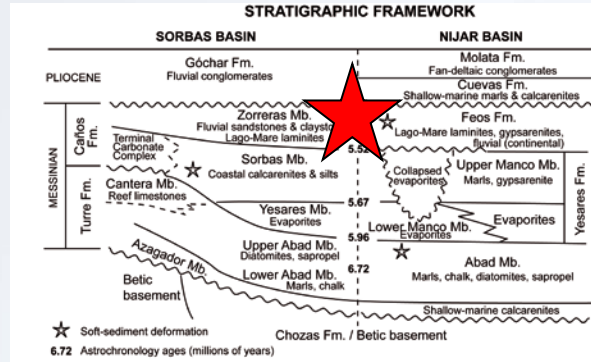 STRATIGRAPHIC FRAMEWORK
SORBAS BASIN
NIJAR BASIN
PLIOCENE
Góchar Fm.
Fluvial conglomerates
Molata Fm.
Fan-deltaic conglomerates
Cuevas Fm.
Shallow-marine marls & calcarenites
MESSINIAN
Caños Fm.
Turre Fm.
Zorreras Mb.
Fluvial sandstones &
Lago-Mare laminites
Terminal
Carbonate
Complex
Sorbas Mb.
Coastal calcarenites & silts
Cantera Mb.
Reef limestones
Yesares Mb.
Evaporites
Upper Abad Mb.
Diatomites, sapropel
Azagador Mb.
Lower Abad Mb.
Marls, chalk
Betic
basement
5.52
5.67
5.96
6.72
Feos Fm.
Lago-Mare laminites, gypsarenites,
fluvial (continental)
Collapsed
evaporites
Upper Manco Mb.
Marls, gypsarenite
Yesares Fm.
Evaporites
Lower Manco Mb.
Evaporites
Abad Mb.
Marls, chalk, diatomites, sapropel
Shallow-marine calcarenites
Chozas Fm. / Betic basement
Soft-sediment deformation
6.72 Astrochronology ages (millions of years)